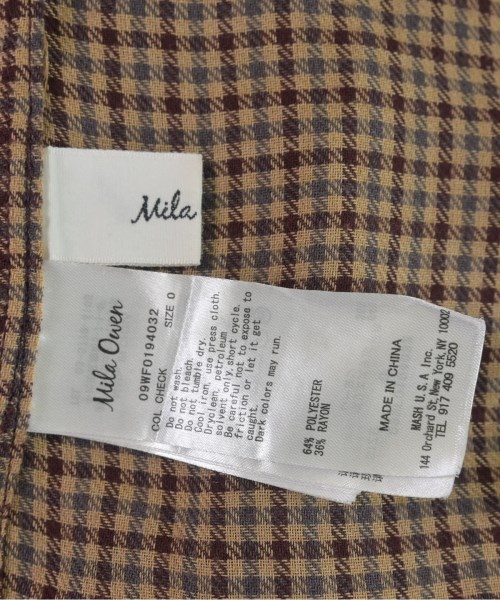 Mila
Mila Owen
09WF0194032
COL CHECK SIZE 0
Do not wash.
Do not bleach.
Do not tumble dry.
Cool iron, use press cloth.
Dryclean, petroleum
solvent only, short cycle.
Be careful not to expose to
friction or let it get
caught.
Dark colors may run.
64% POLYESTER
36% RAYON
MADE IN CHINA
MASH U.S.A, Inc.
144 Orchard St, New York, NY 10002
TEL 917 409 5520